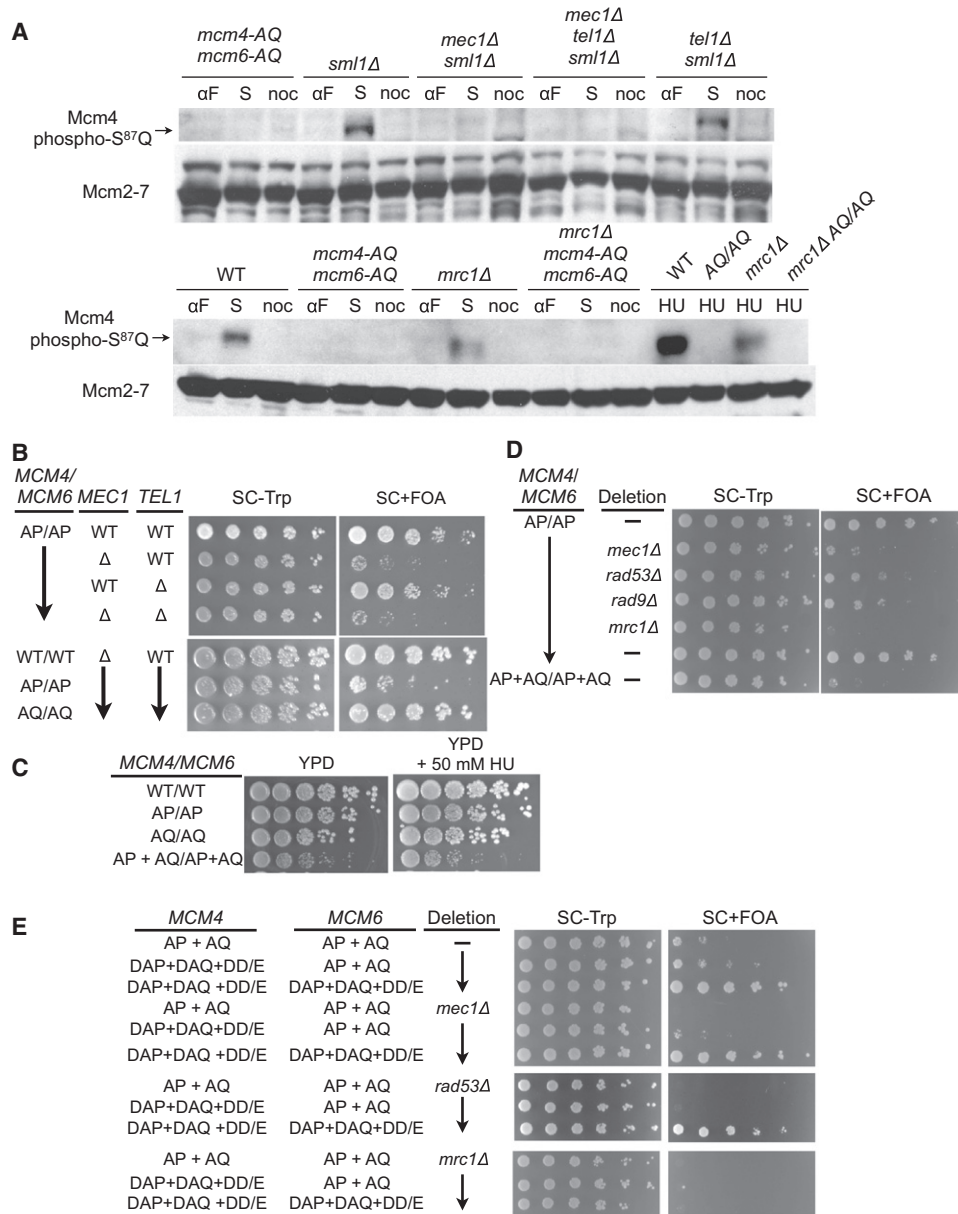 A
mcm4-AQ
mcm6-AQ
sml1Δ
mec1Δ
sml1Δ
mec1Δ
tel1Δ
sml1Δ
tel1Δ
sml1Δ
αF S noc αF S noc αF S noc αF S noc αF S noc
Mcm4
phospho-S⁸⁷Q
Mcm2-7
WT
mcm4-AQ
mcm6-AQ
mrc1Δ
mrc1Δ
mcm4-AQ
mcm6-AQ
WT
AQ/AQ
mrc1Δ
mrc1Δ AQ/AQ
αF S noc αF S noc αF S noc αF S noc HU HU HU HU
Mcm4
phospho-S⁸⁷Q
Mcm2-7
B
MCM4/
MCM6 MEC1 TEL1 SC-Trp SC+FOA
AP/AP WT WT
Δ WT
WT Δ
Δ Δ
WT/WT Δ WT
AP/AP
AQ/AQ
D
MCM4/
MCM6 Deletion SC-Trp SC+FOA
AP/AP –
mec1Δ
rad53Δ
rad9Δ
mrc1Δ
–
AP+AQ/AP+AQ –
C
MCM4/MCM6 YPD YPD
+ 50 mM HU
WT/WT
AP/AP
AQ/AQ
AP + AQ/AP+AQ
E
MCM4 MCM6 Deletion SC-Trp SC+FOA
AP + AQ AP + AQ –
DAP+DAQ+DD/E AP + AQ
DAP+DAQ +DD/E DAP+DAQ+DD/E
AP + AQ AP + AQ mec1Δ
DAP+DAQ+DD/E AP + AQ
DAP+DAQ +DD/E DAP+DAQ+DD/E
AP + AQ AP + AQ rad53Δ
DAP+DAQ+DD/E AP + AQ
DAP+DAQ +DD/E DAP+DAQ+DD/E
AP + AQ AP + AQ mrc1Δ
DAP+DAQ+DD/E AP + AQ
DAP+DAQ +DD/E DAP+DAQ+DD/E